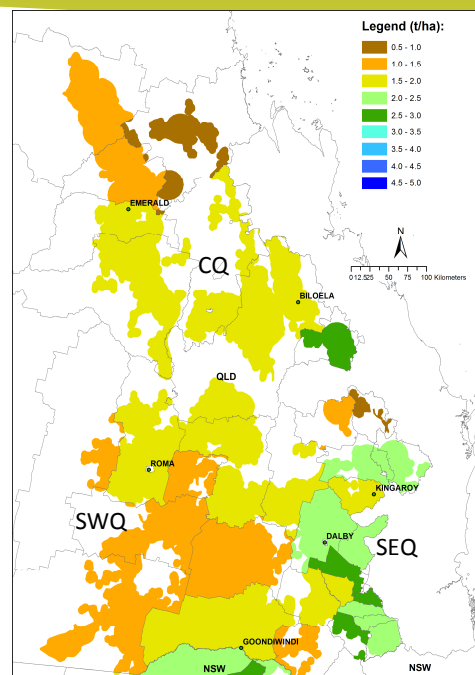 Legend (t/ha):
0.5 - 1.0
1.0 - 1.5
1.5 - 2.0
2.0 - 2.5
2.5 - 3.0
3.0 - 3.5
3.5 - 4.0
4.0 - 4.5
4.5 - 5.0
N
0 12.5 25 50 75 100 Kilometers
EMERALD
CQ
BILOELA
QLD
ROMA
KINGAROY
SWQ
SEQ
DALBY
GOONDIWINDI
NSW
NSW